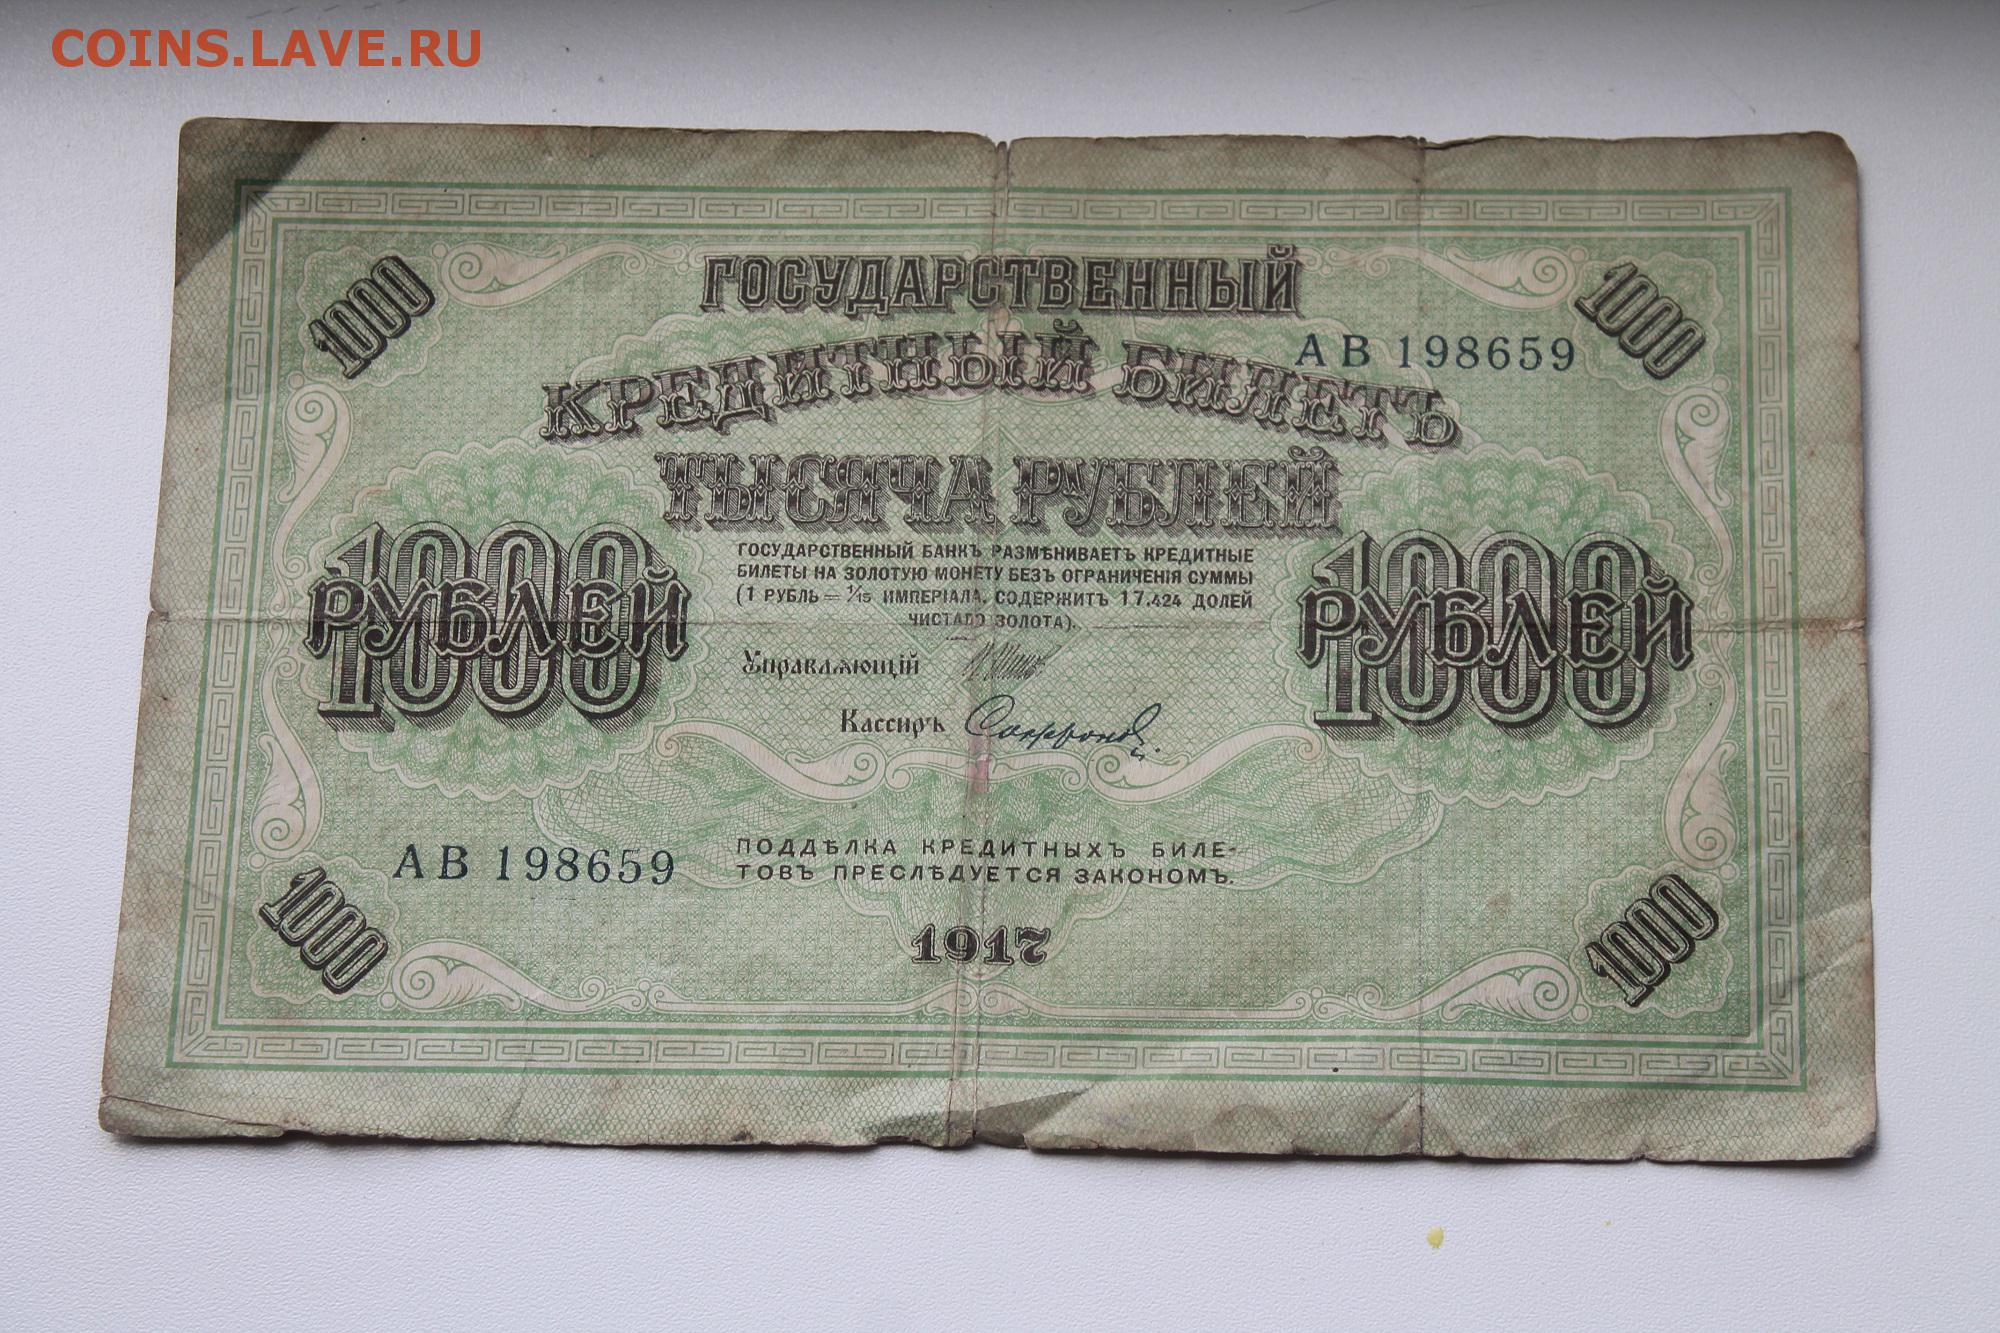 COINS.LAVE.RU
1000
ГОСУДАРСТВЕННЫЙ
1000
АВ 198659
КРЕДИТНЫЙ БИЛЕТЪ
ТЫСЯЧА РУБЛЕЙ
1000
РУБЛЕЙ
ГОСУДАРСТВЕННЫЙ БАНКЪ РАЗМѢНИВАЕТЪ КРЕДИТНЫЕ
БИЛЕТЫ НА ЗОЛОТУЮ МОНЕТУ БЕЗЪ ОГРАНИЧЕНІЯ СУММЫ
(1 РУБЛЬ = 1/15 ИМПЕРІАЛА, СОДЕРЖИТЪ 17.424 ДОЛЕЙ
ЧИСТАГО ЗОЛОТА).
1000
РУБЛЕЙ
Управляющій
Кассиръ Сафронов
АВ 198659
ПОДДѢЛКА КРЕДИТНЫХЪ БИЛЕ-
ТОВЪ ПРЕСЛѢДУЕТСЯ ЗАКОНОМЪ.
1000
1917
1000